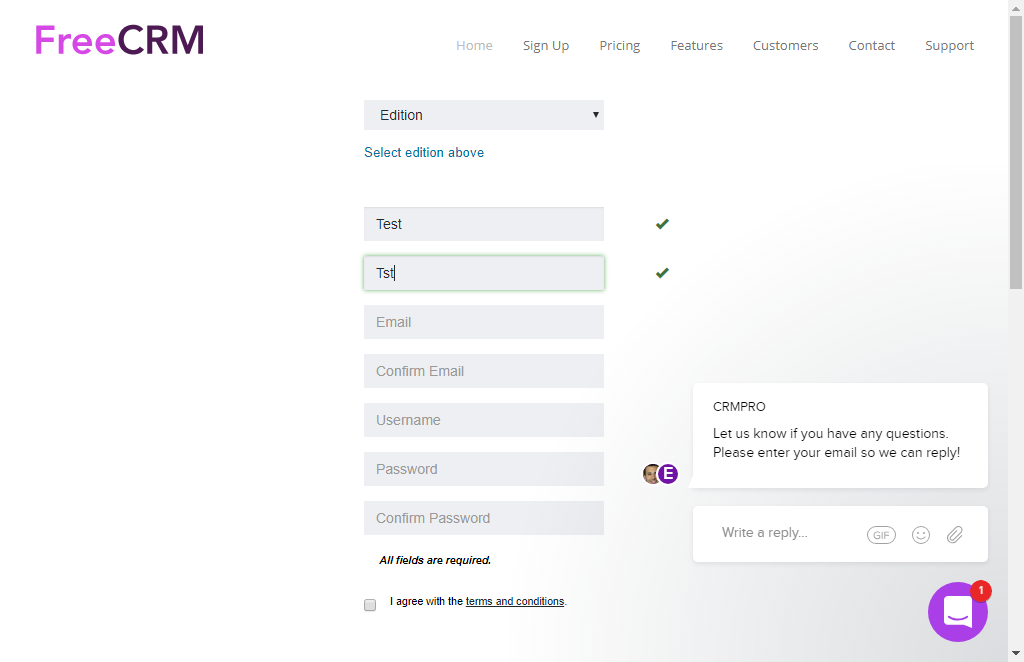 FreeCRM
Home Sign Up Pricing Features Customers Contact Support
Edition
Select edition above
Test
Tst
Email
Confirm Email
Username
Password
Confirm Password
All fields are required.
I agree with the terms and conditions.
CRMPRO
Let us know if you have any questions.
Please enter your email so we can reply!
E
Write a reply...
GIF
1